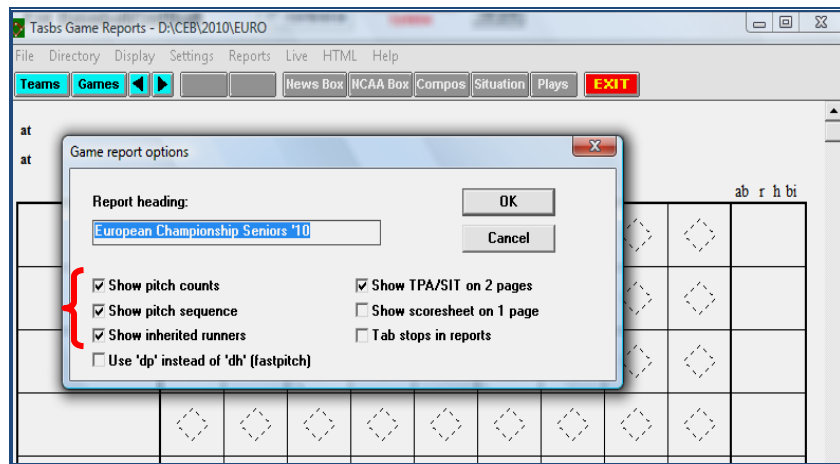 Tasbs Game Reports - D:\CEB\2010\EURO
File Directory Display Settings Reports Live HTML Help
Teams Games News Box NCAA Box Compos Situation Plays EXIT
at
at
Game report options
Report heading:
European Championship Seniors '10
OK
Cancel
ab r h bi
Show pitch counts
Show TPA/SIT on 2 pages
Show pitch sequence
Show scoresheet on 1 page
Show inherited runners
Tab stops in reports
Use 'dp' instead of 'dh' (fastpitch)